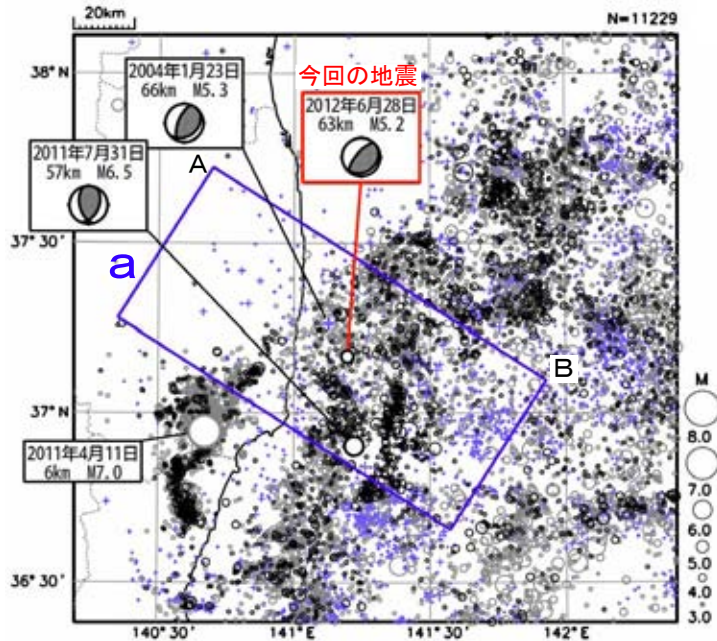 20km
N=11229
38°N
2004年1月23日
66km M5.3
今回の地震
2012年6月28日
63km M5.2
2011年7月31日
57km M6.5
A
37°30'
a
B
37°N
2011年4月11日
6km M7.0
M
8.0
7.0
6.0
5.0
4.0
3.0
36°30'
140°30'
141°E
141°30'
142°E